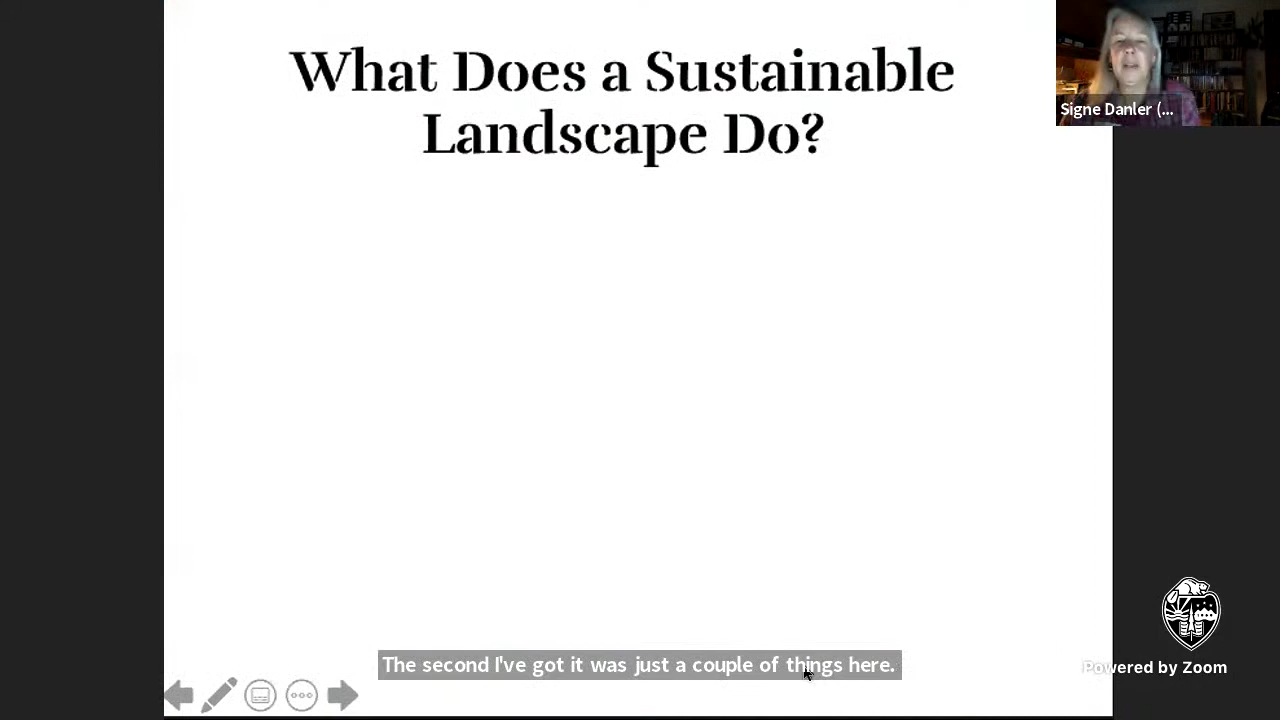 What Does a Sustainable
Landscape Do?
Signe Danler (...
The second I've got it was just a couple of things here.
Powered by Zoom